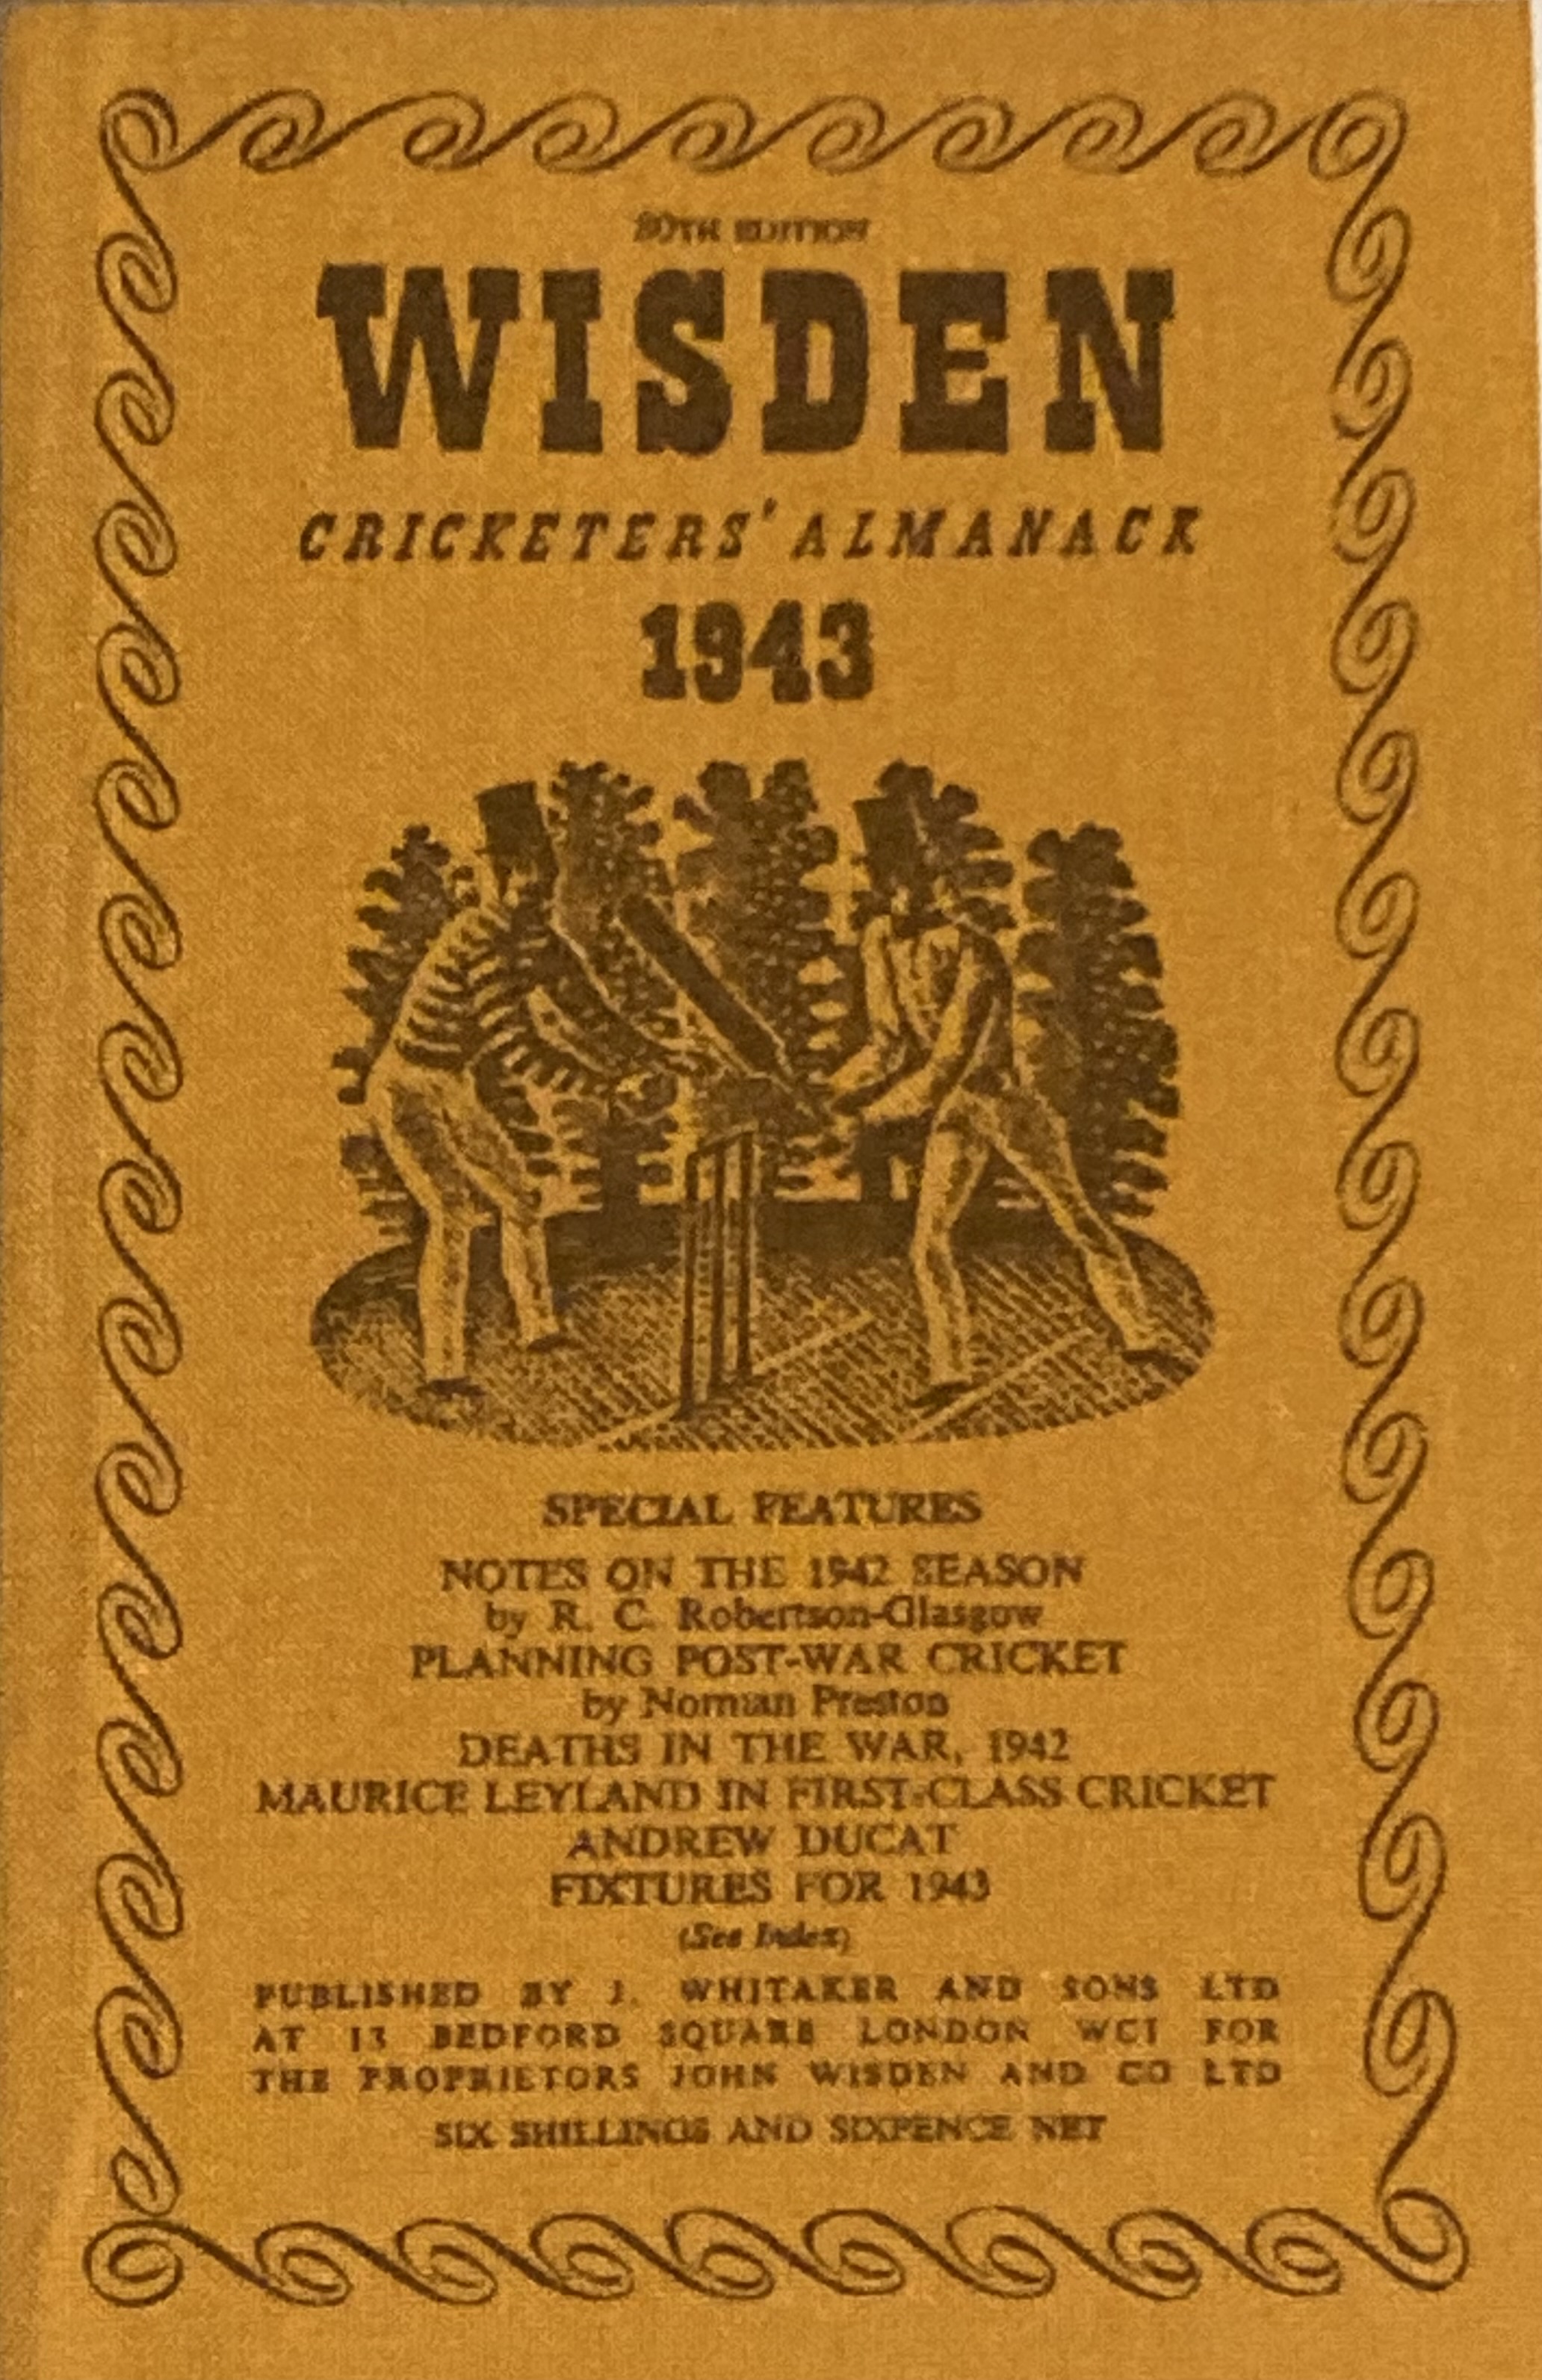 80TH EDITION
WISDEN
CRICKETERS' ALMANACK
1943
SPECIAL FEATURES
NOTES ON THE 1942 SEASON
by R. C. Robertson-Glasgow
PLANNING POST-WAR CRICKET
by Norman Preston
DEATHS IN THE WAR, 1942
MAURICE LEYLAND IN FIRST-CLASS CRICKET
ANDREW DUCAT
FIXTURES FOR 1943
(See Index)
PUBLISHED BY J. WHITAKER AND SONS LTD
AT 13 BEDFORD SQUARE LONDON WC1 FOR
THE PROPRIETORS JOHN WISDEN AND CO LTD
SIX SHILLINGS AND SIXPENCE NET